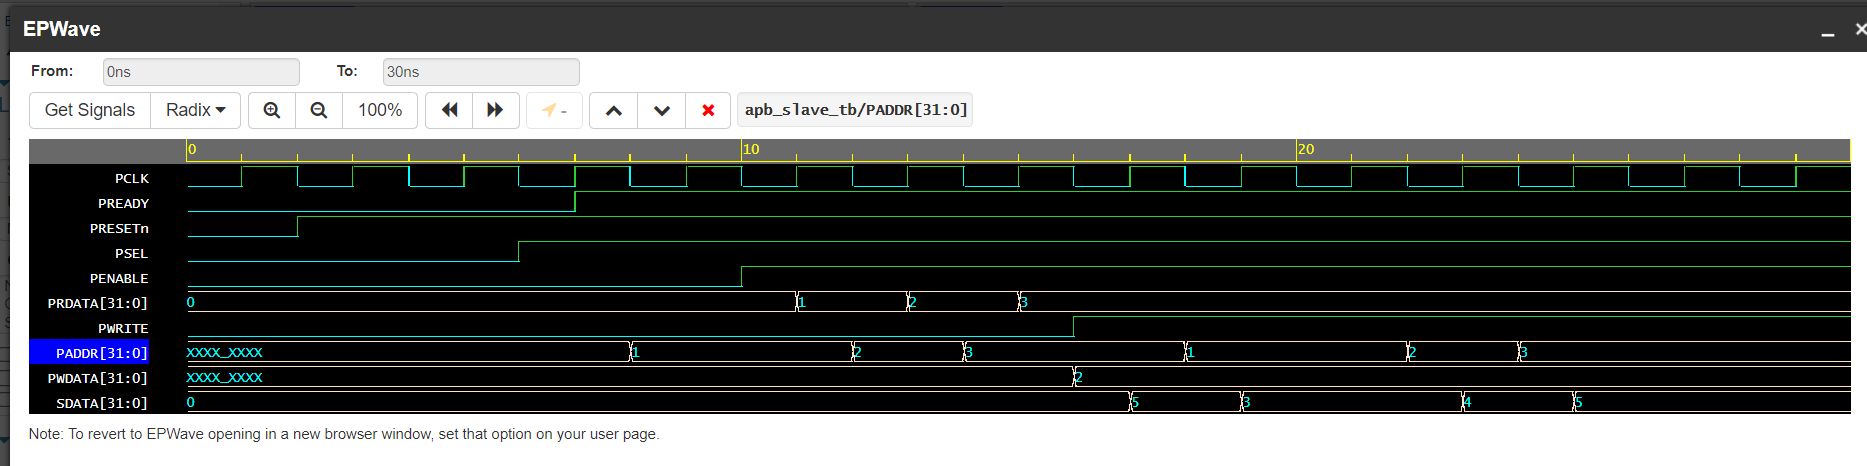 EPWave
From: 0ns To: 30ns
Get Signals Radix 100% - apb_slave_tb/PADDR[31:0]
0 10 20
PCLK
PREADY
PRESETn
PSEL
PENABLE
PRDATA[31:0] 0 1 2 3
PWRITE
PADDR[31:0] XXXX_XXXX 1 2 3 1 2 3
PWDATA[31:0] XXXX_XXXX 2
SDATA[31:0] 0 5 3 4 5
Note: To revert to EPWave opening in a new browser window, set that option on your user page.